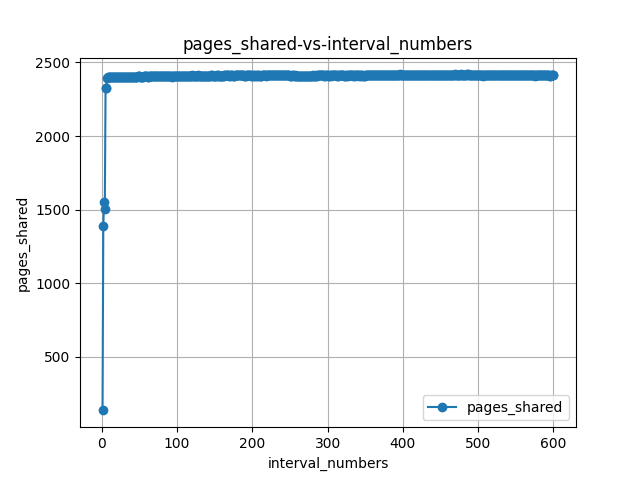 pages_shared-vs-interval_numbers
2500
2000
1500
1000
500
pages_shared
0 100 200 300 400 500 600
interval_numbers
pages_shared